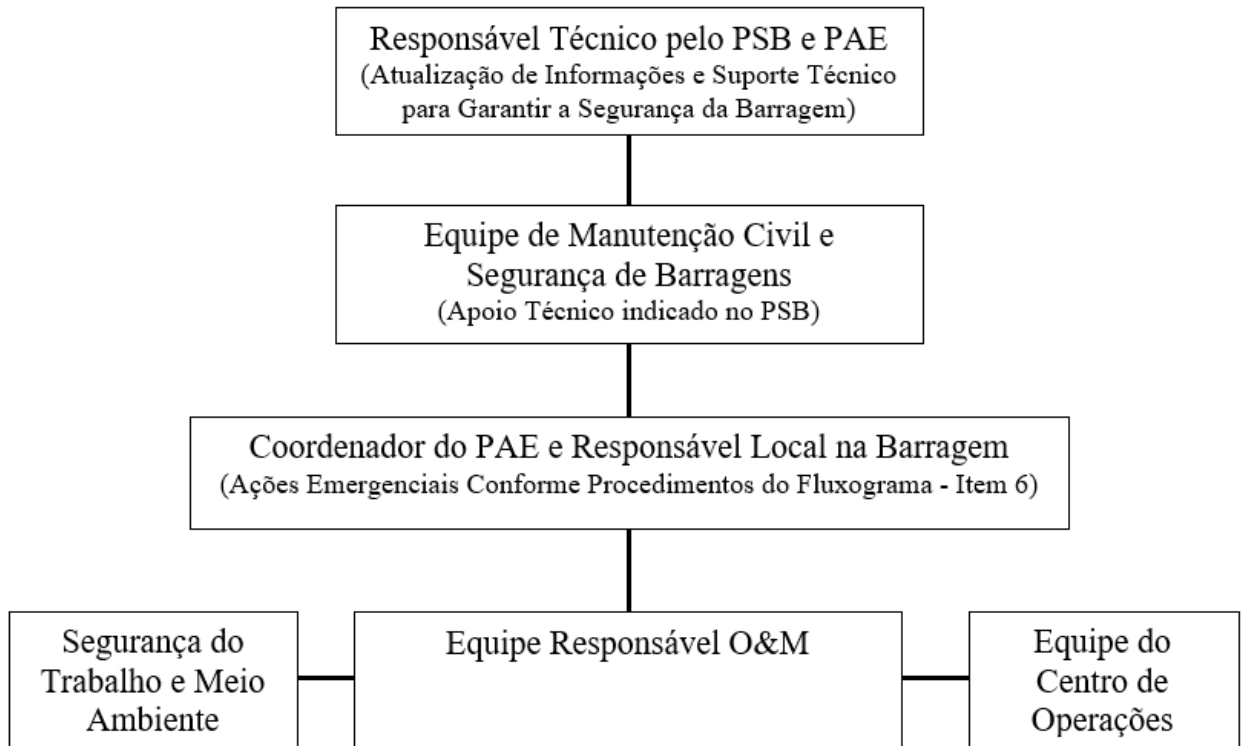 Responsável Técnico pelo PSB e PAE
(Atualização de Informações e Suporte Técnico
para Garantir a Segurança da Barragem)
Equipe de Manutenção Civil e
Segurança de Barragens
(Apoio Técnico indicado no PSB)
Coordenador do PAE e Responsável Local na Barragem
(Ações Emergenciais Conforme Procedimentos do Fluxograma - Item 6)
Segurança do
Trabalho e Meio
Ambiente
Equipe Responsável O&M
Equipe do
Centro de
Operações